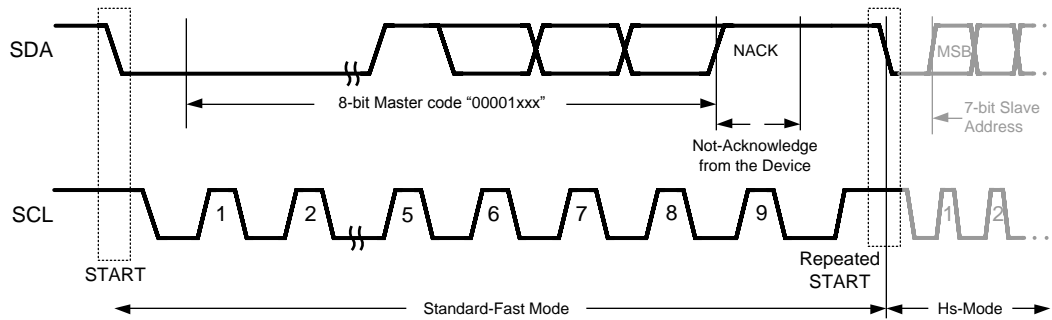 SDA
NACK
MSB
8-bit Master code “00001xxx”
7-bit Slave
Address
Not-Acknowledge
from the Device
SCL
1 2 5 6 7 8 9 1 2
START
Repeated
START
Standard-Fast Mode
Hs-Mode